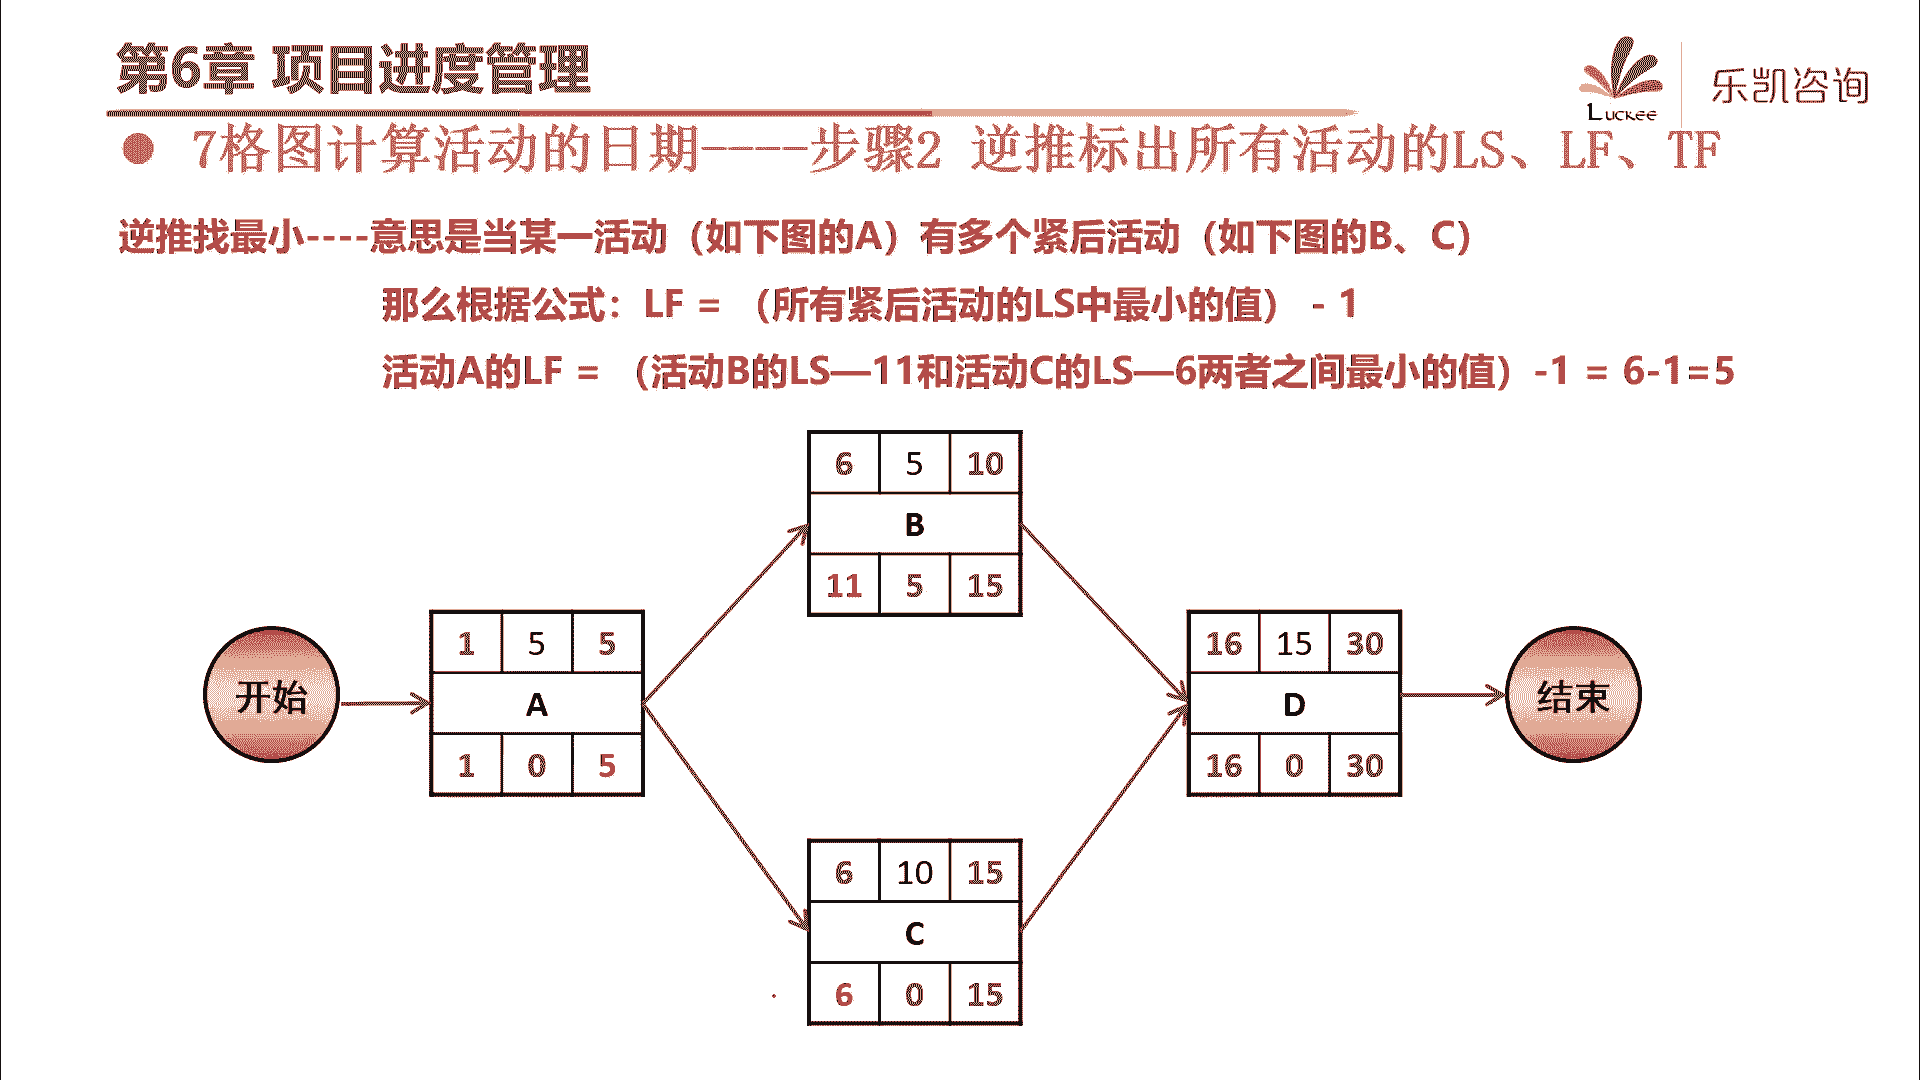 第6章 项目进度管理
Luckee
乐凯咨询
● 7格图计算活动的日期----步骤2 逆推标出所有活动的LS、LF、TF
逆推找最小----意思是当某一活动（如下图的A）有多个紧后活动（如下图的B、C）
那么根据公式：LF = （所有紧后活动的LS中最小的值） - 1
活动A的LF = （活动B的LS—11和活动C的LS—6两者之间最小的值）-1 = 6-1=5
6 5 10
B
11 5 15
开始
1 5 5
A
1 0 5
16 15 30
D
16 0 30
结束
6 10 15
C
6 0 15